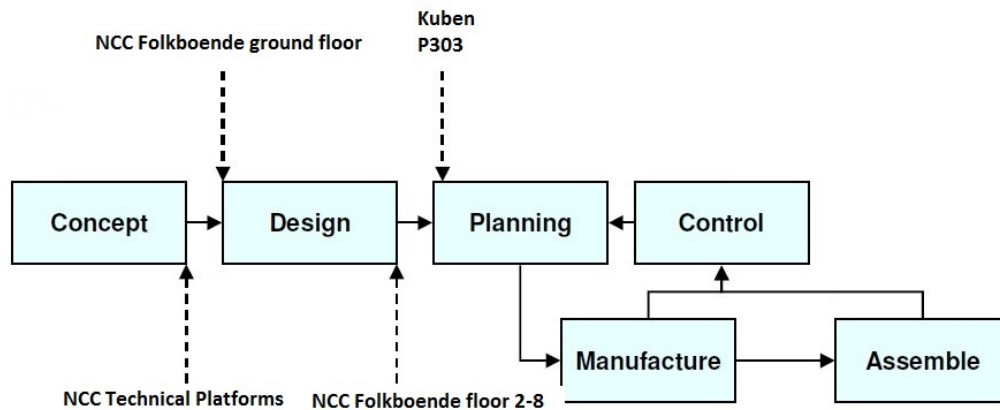 Kuben
P303
NCC Folkboende ground floor
Concept
Design
Planning
Control
Manufacture
Assemble
NCC Technical Platforms
NCC Folkboende floor 2-8